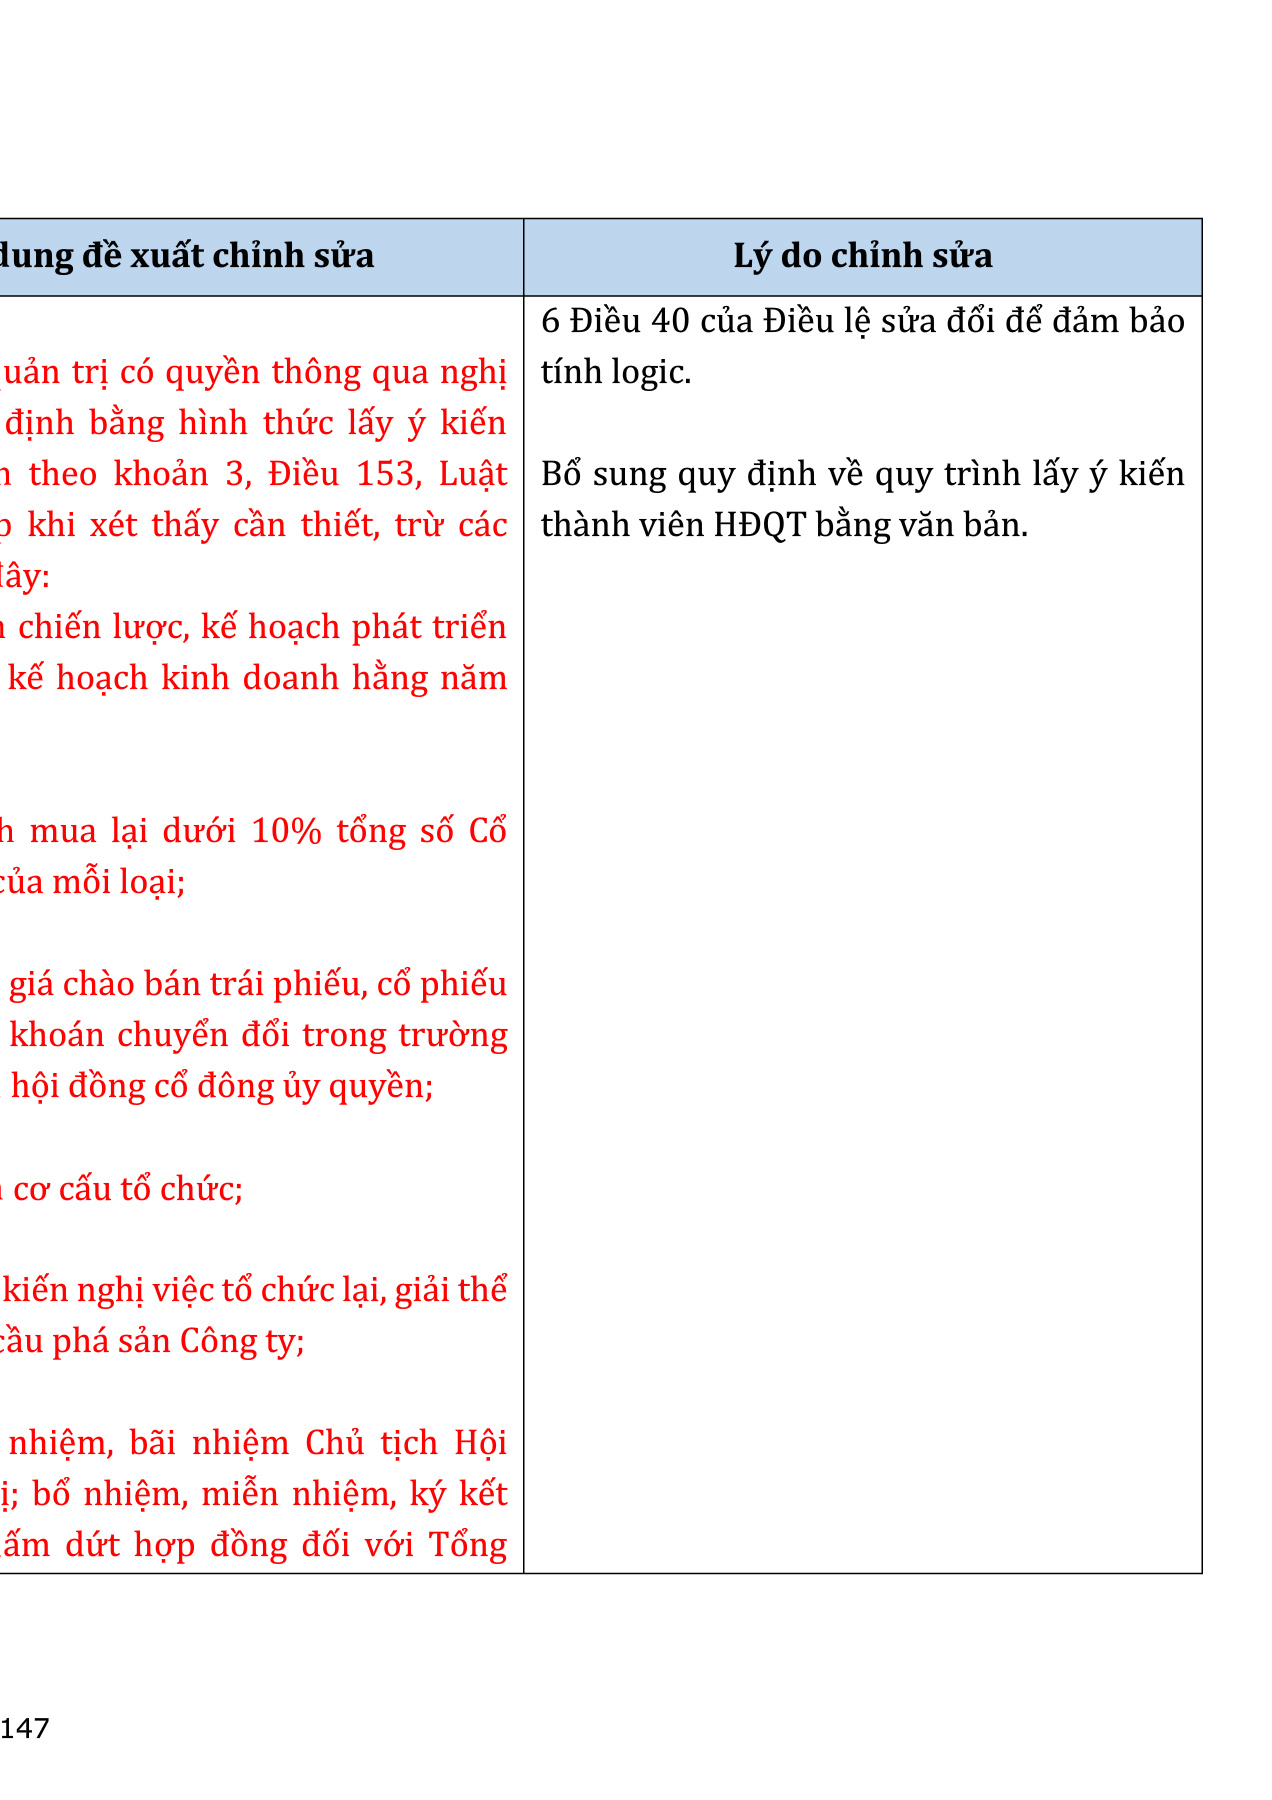 dung đề xuất chỉnh sửa
Lý do chỉnh sửa
quản trị có quyền thông qua nghị
định bằng hình thức lấy ý kiến
theo khoản 3, Điều 153, Luật
khi xét thấy cần thiết, trừ các
đây:
chiến lược, kế hoạch phát triển
kế hoạch kinh doanh hằng năm
mua lại dưới 10% tổng số Cổ
của mỗi loại;
giá chào bán trái phiếu, cổ phiếu
khoán chuyển đổi trong trường
hội đồng cổ đông ủy quyền;
cơ cấu tổ chức;
kiến nghị việc tổ chức lại, giải thể
cầu phá sản Công ty;
nhiệm, bãi nhiệm Chủ tịch Hội
ị; bổ nhiệm, miễn nhiệm, ký kết
dứt hợp đồng đối với Tổng
6 Điều 40 của Điều lệ sửa đổi để đảm bảo
tính logic.
Bổ sung quy định về quy trình lấy ý kiến
thành viên HĐQT bằng văn bản.
147